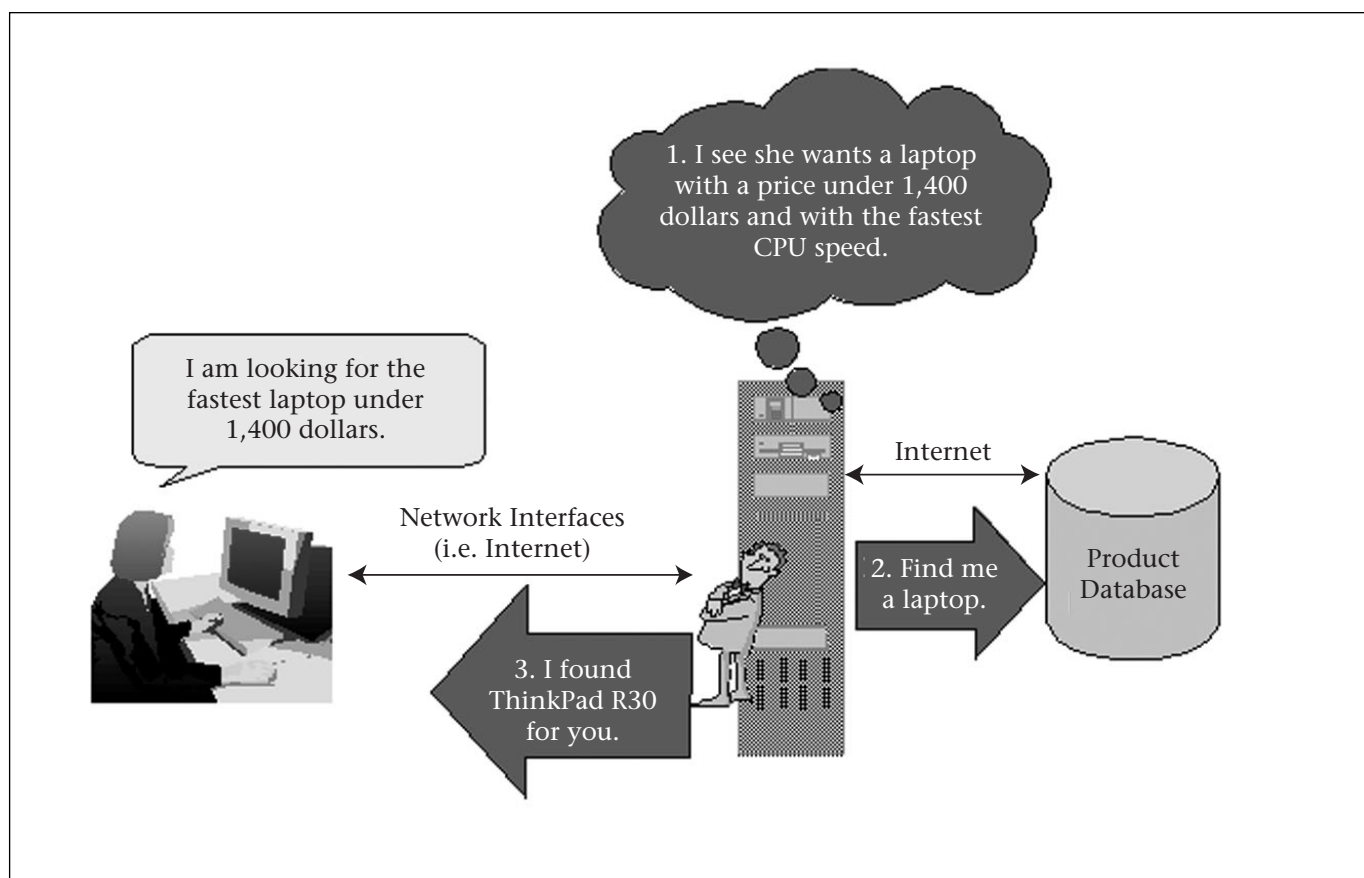 1. I see she wants a laptop
with a price under 1,400
dollars and with the fastest
CPU speed.
I am looking for the
fastest laptop under
1,400 dollars.
Internet
Network Interfaces
(i.e. Internet)
2. Find me
a laptop.
Product
Database
3. I found
ThinkPad R30
for you.